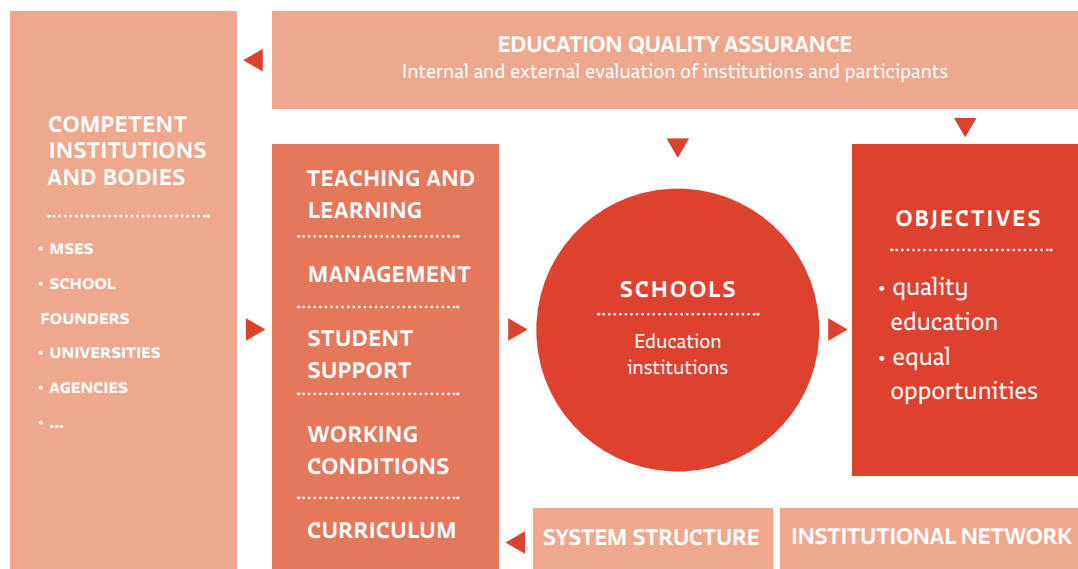 EDUCATION QUALITY ASSURANCE
Internal and external evaluation of institutions and participants
COMPETENT
INSTITUTIONS
AND BODIES
• MSES
• SCHOOL
FOUNDERS
• UNIVERSITIES
• AGENCIES
• ...
TEACHING AND
LEARNING
MANAGEMENT
STUDENT
SUPPORT
WORKING
CONDITIONS
CURRICULUM
SCHOOLS
Education
institutions
OBJECTIVES
• quality
education
• equal
opportunities
SYSTEM STRUCTURE
INSTITUTIONAL NETWORK